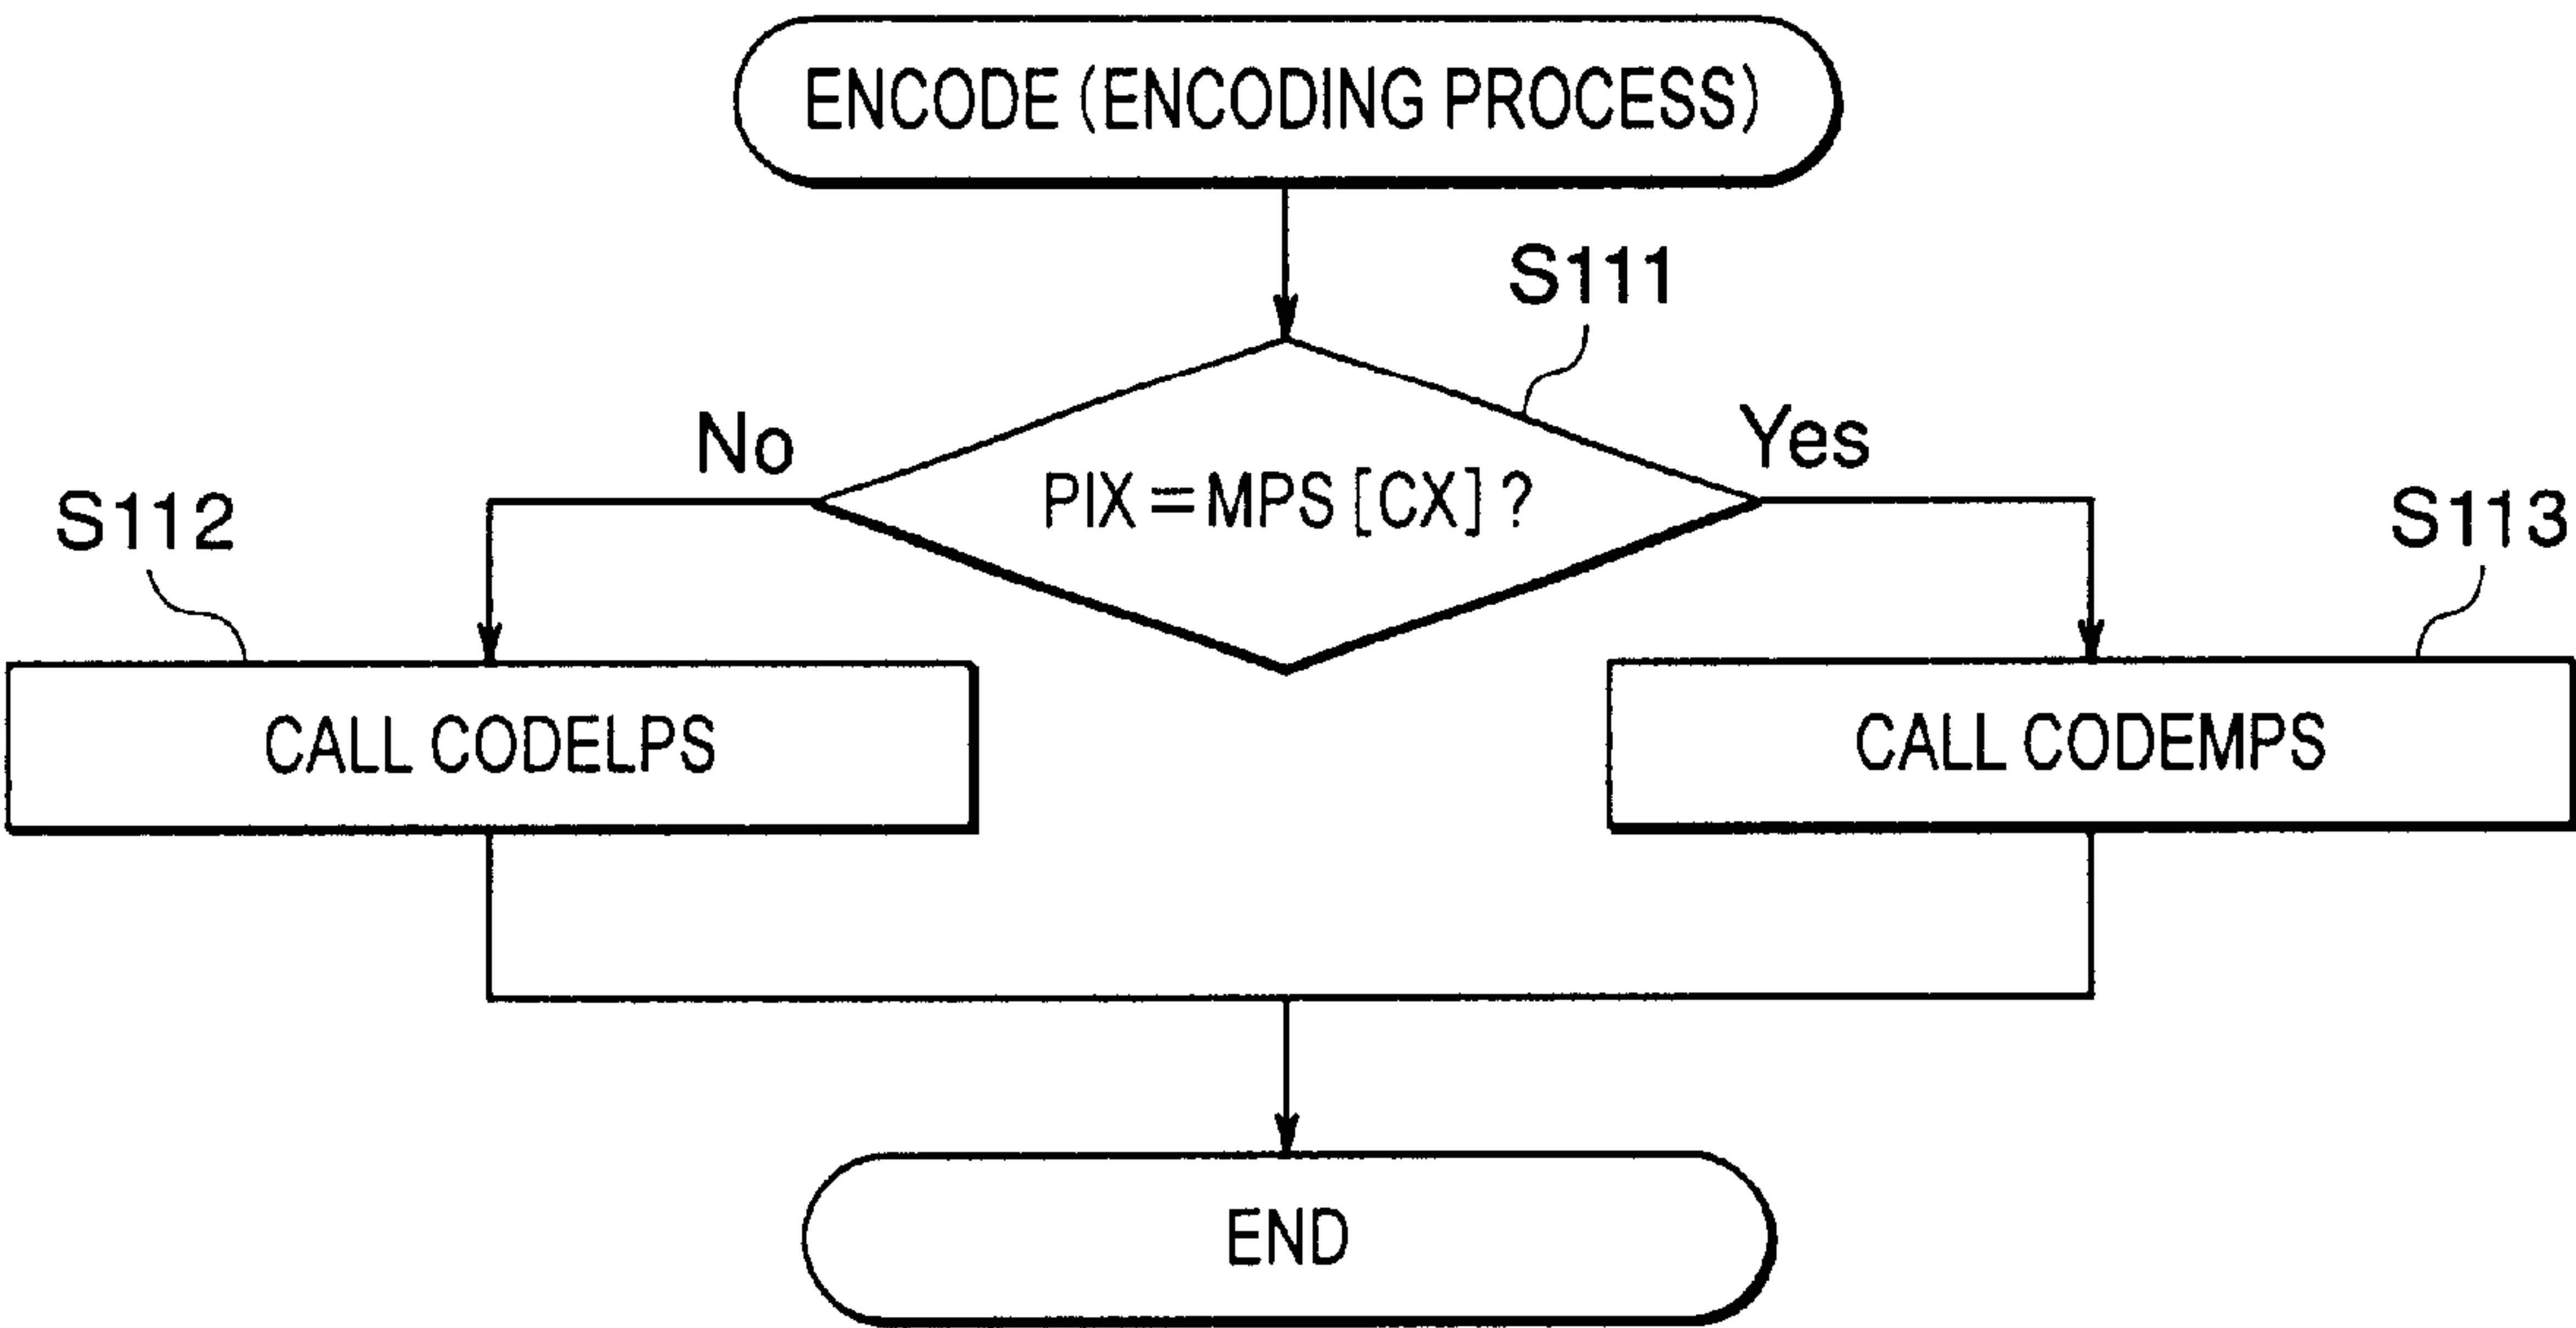 ENCODE (ENCODING PROCESS)
S111
No
Yes
PIX = MPS [CX] ?
S112
S113
CALL CODELPS
CALL CODEMPS
END